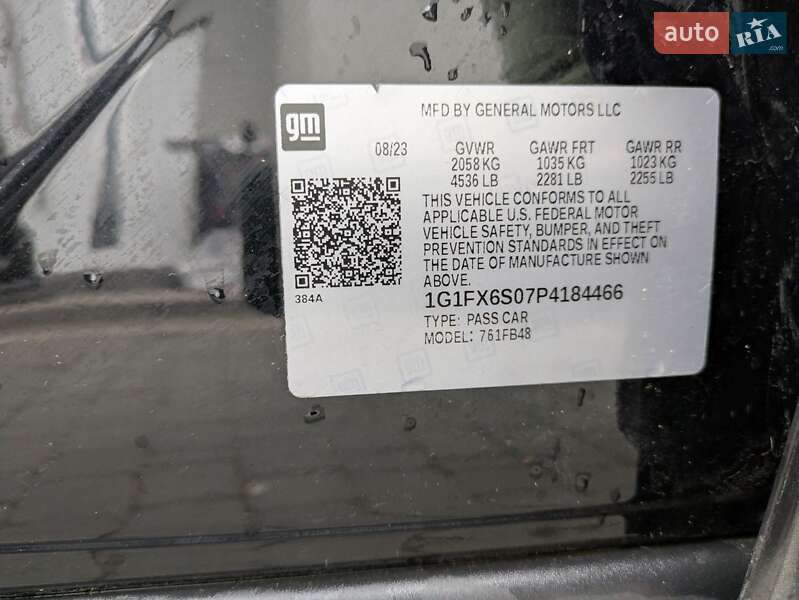 auto RIA.com
gm
MFD BY GENERAL MOTORS LLC
08/23 GVWR GAWR FRT GAWR RR
2058 KG 1035 KG 1023 KG
4536 LB 2281 LB 2255 LB
THIS VEHICLE CONFORMS TO ALL
APPLICABLE U.S. FEDERAL MOTOR
VEHICLE SAFETY, BUMPER, AND THEFT
PREVENTION STANDARDS IN EFFECT ON
THE DATE OF MANUFACTURE SHOWN
ABOVE.
384A
1G1FX6S07P4184466
TYPE: PASS CAR
MODEL: 761FB48